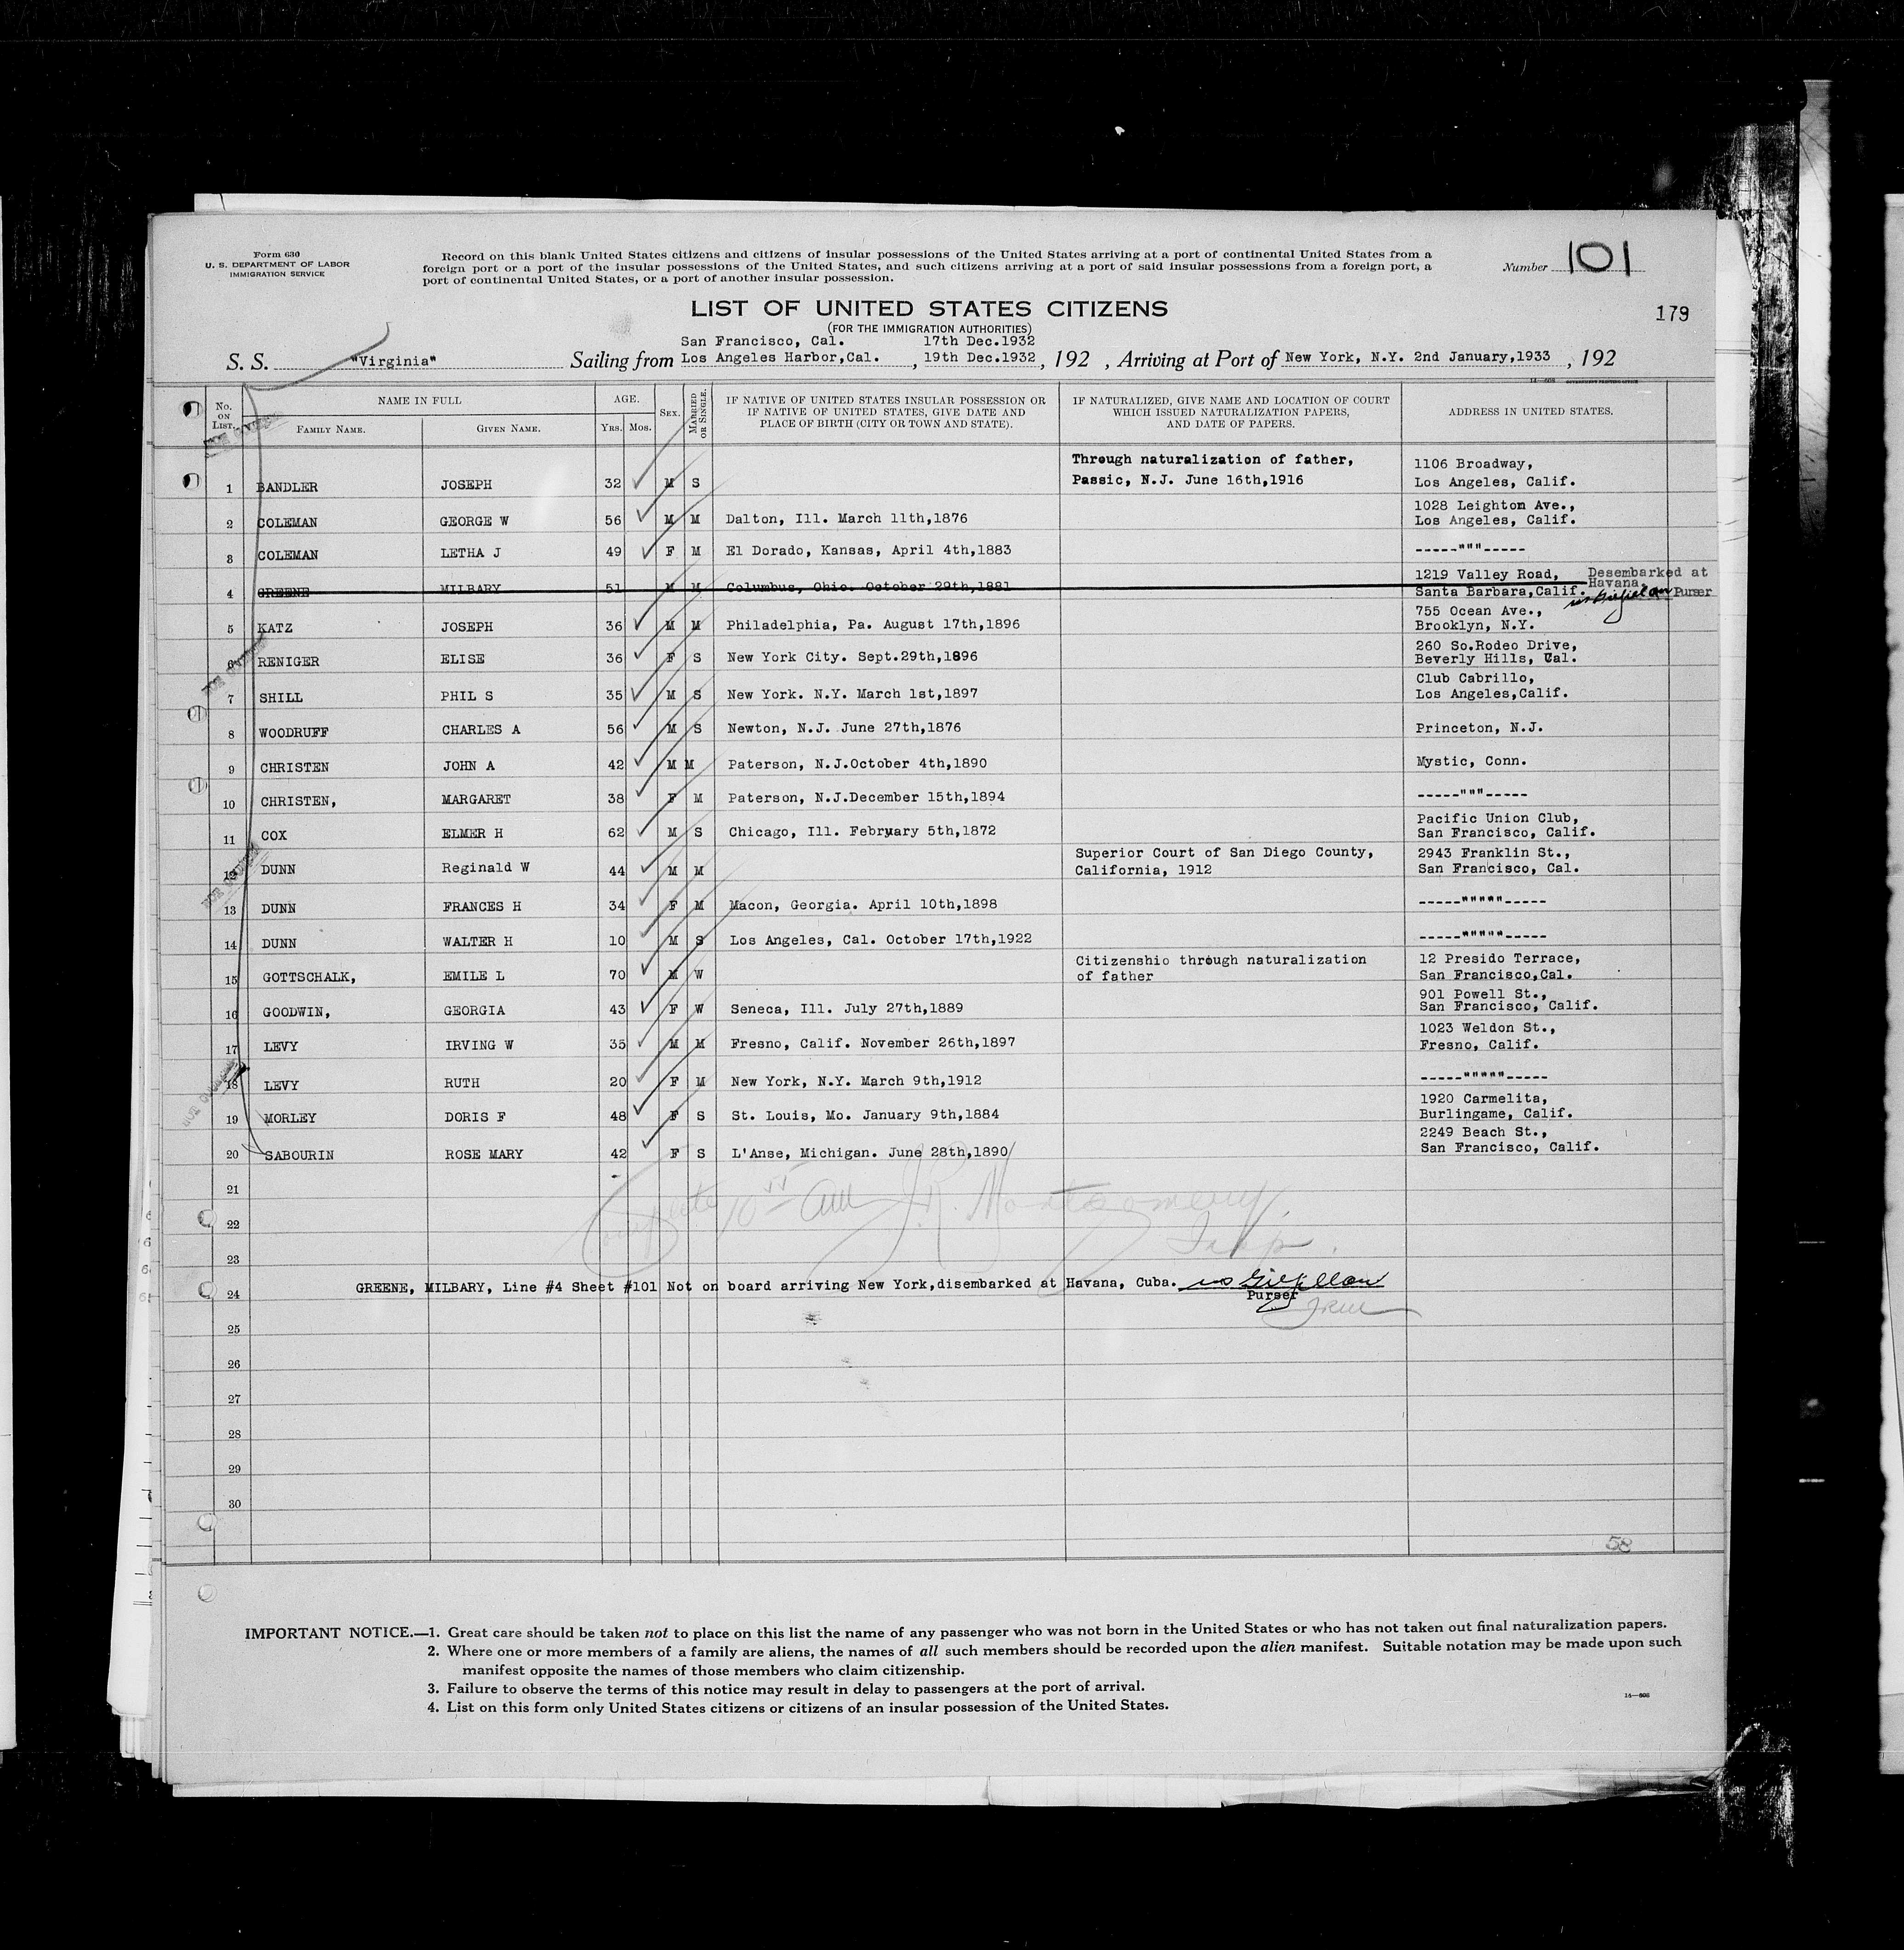 Form 630
U. S. DEPARTMENT OF LABOR
IMMIGRATION SERVICE
Record on this blank United States citizens and citizens of insular possessions of the United States arriving at a port of continental United States from a
foreign port or a port of the insular possessions of the United States, and such citizens arriving at a port of said insular possessions from a foreign port, a
port of continental United States, or a port of another insular possession.
Number 101
179
LIST OF UNITED STATES CITIZENS
(FOR THE IMMIGRATION AUTHORITIES)
San Francisco, Cal. 17th Dec.1932
S. S. "Virginia" Sailing from Los Angeles Harbor,Cal. , 19th Dec.1932 , 192 , Arriving at Port of New York, N.Y. 2nd January,1933 , 192
14—608 GOVERNMENT PRINTING OFFICE
No. ON LIST. NAME IN FULL AGE. SEX. MARRIED OR SINGLE. IF NATIVE OF UNITED STATES INSULAR POSSESSION OR IF NATIVE OF UNITED STATES, GIVE DATE AND PLACE OF BIRTH (CITY OR TOWN AND STATE). IF NATURALIZED, GIVE NAME AND LOCATION OF COURT WHICH ISSUED NATURALIZATION PAPERS, AND DATE OF PAPERS. ADDRESS IN UNITED STATES.
FAMILY NAME. GIVEN NAME. YRS. MOS.
Through naturalization of father, 1106 Broadway,
1 BANDLER JOSEPH 32 M S Passic, N.J. June 16th,1916 Los Angeles, Calif.
1028 Leighton Ave.,
2 COLEMAN GEORGE W 56 M M Dalton, Ill. March 11th,1876 Los Angeles, Calif.
3 COLEMAN LETHA J 49 F M El Dorado, Kansas, April 4th,1883 -----"""-----
1219 Valley Road, Desembarked at
Havana.
4 GREENE MILBARY 51 M M Columbus, Ohio. October 29th,1881 Santa Barbara,Calif. Purser
755 Ocean Ave.,
5 KATZ JOSEPH 36 M M Philadelphia, Pa. August 17th,1896 Brooklyn, N.Y.
260 So.Rodeo Drive,
6 RENIGER ELISE 36 F S New York City. Sept.29th,1896 Beverly Hills, Cal.
Club Cabrillo,
7 SHILL PHIL S 35 M S New York. N.Y. March 1st,1897 Los Angeles,Calif.
8 WOODRUFF CHARLES A 56 M S Newton, N.J. June 27th,1876 Princeton, N.J.
9 CHRISTEN JOHN A 42 M M Paterson, N.J.October 4th,1890 Mystic, Conn.
10 CHRISTEN, MARGARET 38 F M Paterson, N.J.December 15th,1894 -----"""-----
Pacific Union Club,
11 COX ELMER H 62 M S Chicago, Ill. February 5th,1872 San Francisco, Calif.
Superior Court of San Diego County, 2943 Franklin St.,
12 DUNN Reginald W 44 M M California, 1912 San Francisco, Cal.
13 DUNN FRANCES H 34 F M Macon, Georgia. April 10th,1898 -----"""""-----
14 DUNN WALTER H 10 M S Los Angeles, Cal. October 17th,1922 -----"""""-----
Citizenshio through naturalization 12 Presido Terrace,
15 GOTTSCHALK, EMILE L 70 M W of father San Francisco,Cal.
901 Powell St.,
16 GOODWIN, GEORGIA 43 F W Seneca, Ill. July 27th,1889 San Francisco, Calif.
1023 Weldon St.,
17 LEVY IRVING W 35 M M Fresno, Calif. November 26th,1897 Fresno, Calif.
18 LEVY RUTH 20 F M New York, N.Y. March 9th,1912 -----"""""-----
1920 Carmelita,
19 MORLEY DORIS F 48 F S St. Louis, Mo. January 9th,1884 Burlingame, Calif.
2249 Beach St.,
20 SABOURIN ROSE MARY 42 F S L'Anse, Michigan. June 28th,1890 San Francisco, Calif.
21
J.R. Montgomery
22
Insp.
23
24 GREENE, MILBARY, Line #4 Sheet #101 Not on board arriving New York,disembarked at Havana, Cuba.
Purser
JRM
25
26
27
28
29
30
58
IMPORTANT NOTICE.—1. Great care should be taken not to place on this list the name of any passenger who was not born in the United States or who has not taken out final naturalization papers.
2. Where one or more members of a family are aliens, the names of all such members should be recorded upon the alien manifest. Suitable notation may be made upon such
manifest opposite the names of those members who claim citizenship.
3. Failure to observe the terms of this notice may result in delay to passengers at the port of arrival.
4. List on this form only United States citizens or citizens of an insular possession of the United States.
14—608